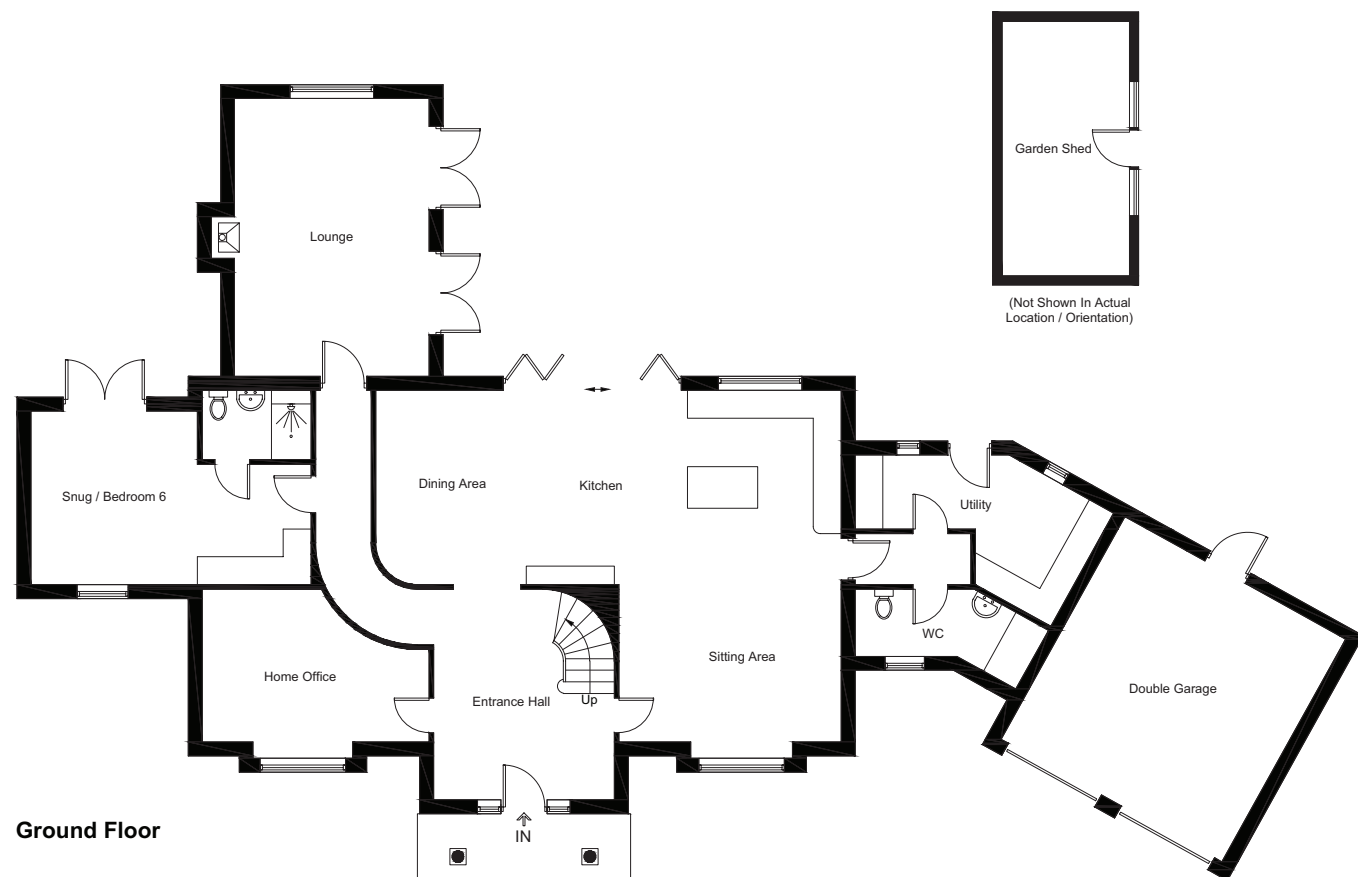 Garden Shed
(Not Shown In Actual
Location / Orientation)
Lounge
Snug / Bedroom 6
Dining Area
Kitchen
Utility
WC
Sitting Area
Home Office
Entrance Hall
Up
Double Garage
Ground Floor
IN